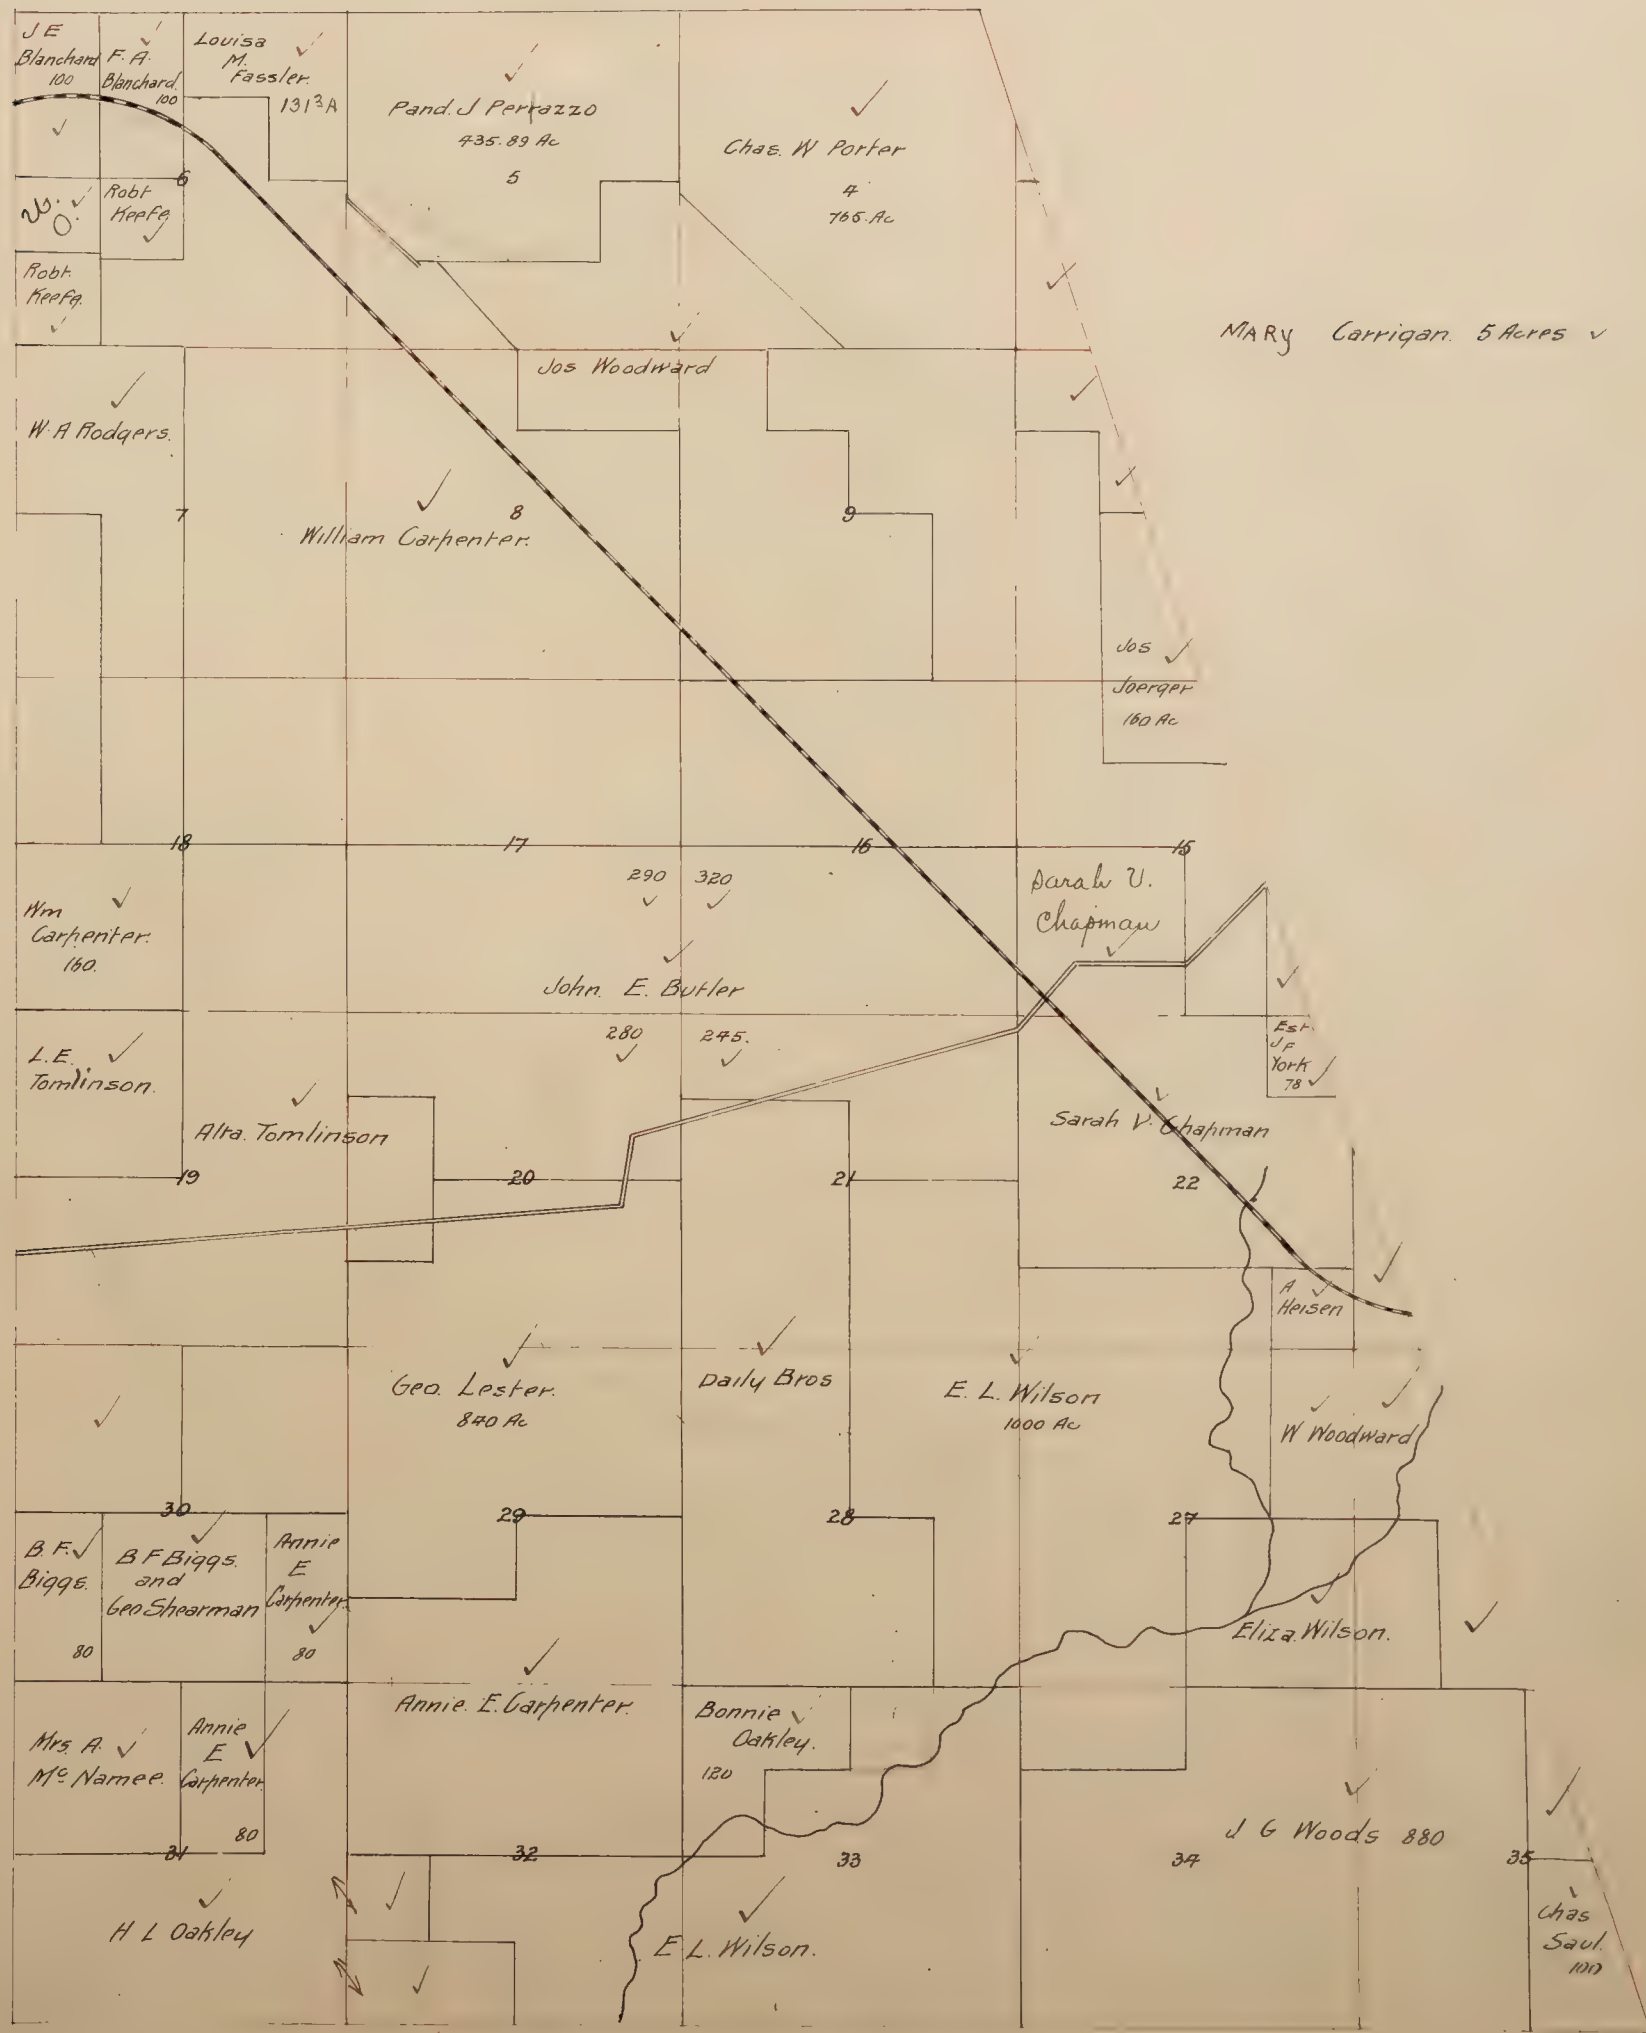 J E
Blanchard
100
F. A.
Blanchard.
100
Louisa
M.
Fassler.
131³A
Pand. J Perrazzo
435.89 Ac
5
Chas. W Porter
4
765. Ac
6
Robt
Keefe
Robt.
Keefe.
MARY Carrigan. 5 Acres
Jos Woodward
W. A Rodgers.
7
8
9
William Carpenter.
Jos
Joerger
160 Ac
18
17
16
15
290 320
Sarah V.
Chapman
Wm
Carpenter.
160.
John. E. Butler
280 245.
Est.
JF
York
78
L. E.
Tomlinson.
Alta. Tomlinson
Sarah V. Chapman
19
20
21
22
A
Heisen
Geo. Lester.
840 Ac
Daily Bros
E. L. Wilson
1000 Ac
W Woodward
30
29
28
27
B. F.
Biggs.
80
B F Biggs.
and
Geo Shearman
Annie
E
Carpenter.
80
Eliza. Wilson.
Annie. E. Carpenter.
Bonnie
Oakley.
120
Mrs. A.
Mc Namee.
Annie
E
Carpenter.
80
J G Woods 880
31
32
33
34
35
H L Oakley
E L. Wilson.
Chas
Saul.
100